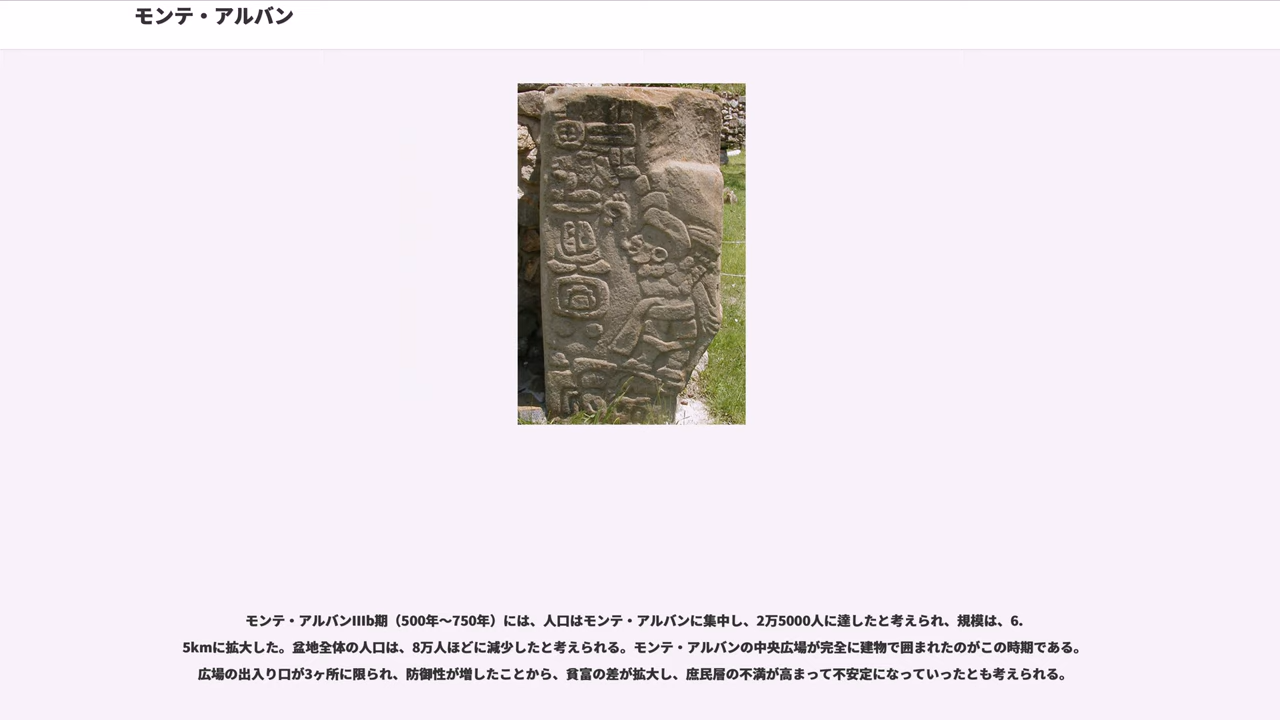 モンテ・アルバン
モンテ・アルバンIIIb期（500年〜750年）には、人口はモンテ・アルバンに集中し、2万5000人に達したと考えられ、規模は、6.
5kmに拡大した。盆地全体の人口は、8万人ほどに減少したと考えられる。モンテ・アルバンの中央広場が完全に建物で囲まれたのがこの時期である。
広場の出入り口が3ヶ所に限られ、防御性が増したことから、貧富の差が拡大し、庶民層の不満が高まって不安定になっていったとも考えられる。